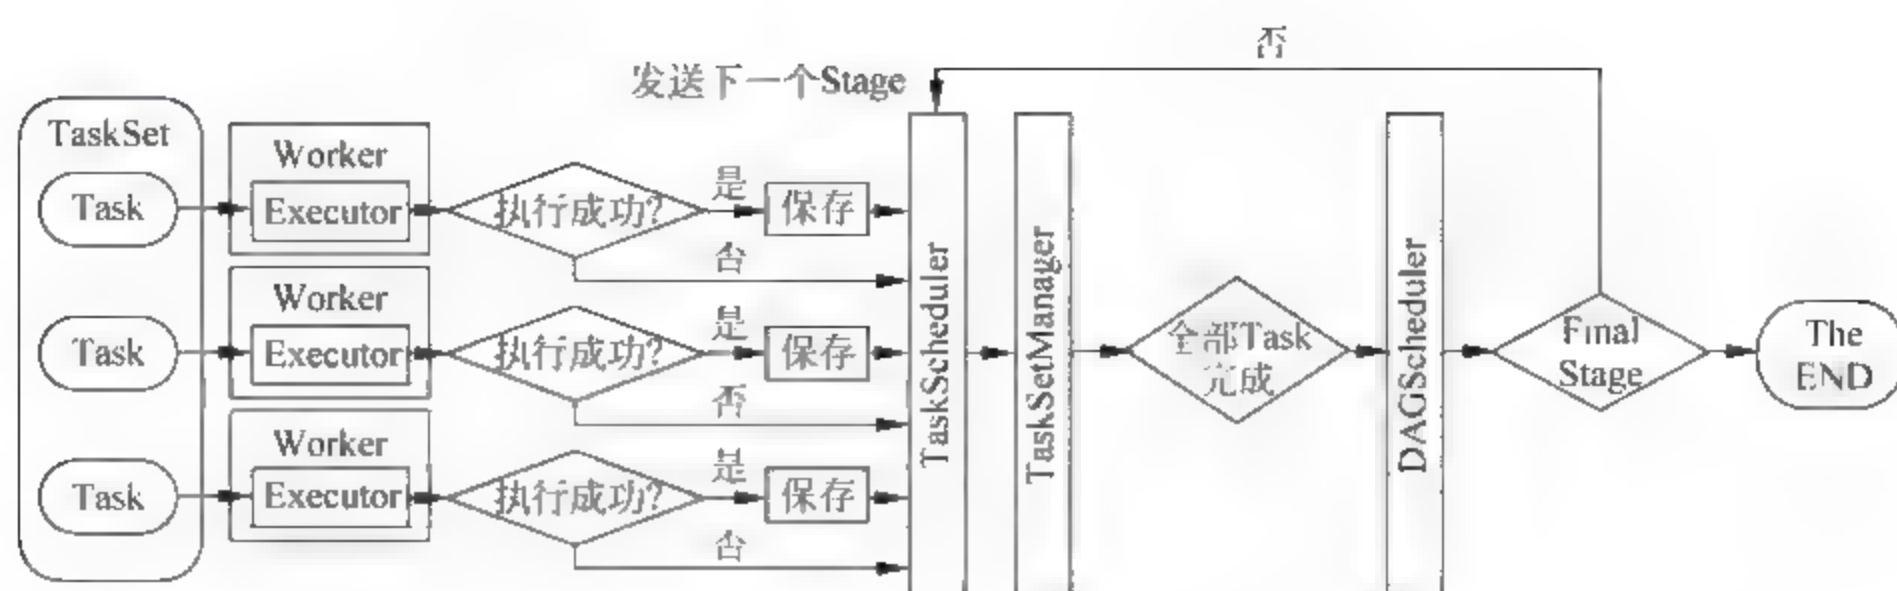 否
发送下一个Stage
TaskSet
Worker
Task
Executor
执行成功?
是
保存
否
Worker
Task
Executor
执行成功?
是
保存
否
Worker
Task
Executor
执行成功?
是
保存
否
TaskScheduler
TaskSetManager
全部Task
完成
DAGScheduler
Final
Stage
The
END